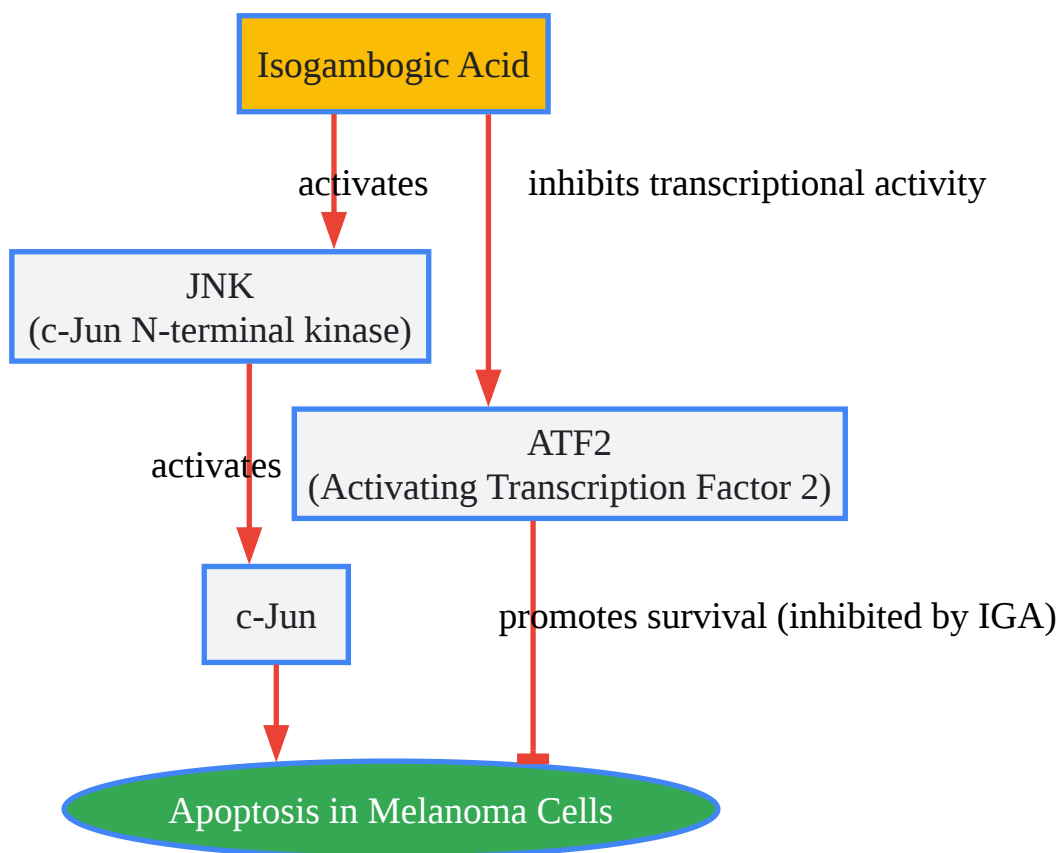 Isogambogic Acid
activates
inhibits transcriptional activity
JNK
(c-Jun N-terminal kinase)
ATF2
(Activating Transcription Factor 2)
activates
c-Jun
promotes survival (inhibited by IGA)
Apoptosis in Melanoma Cells